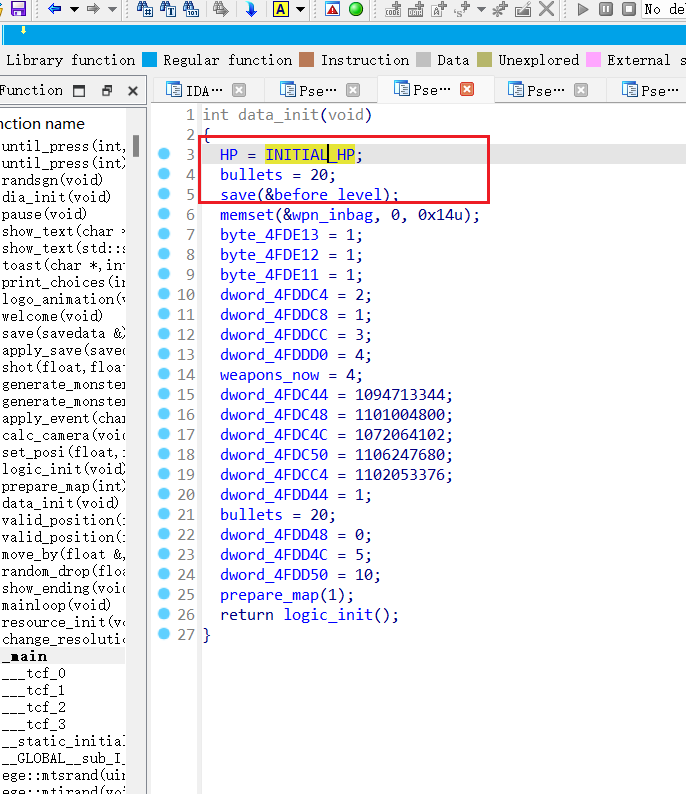 No de
Library function Regular function Instruction Data Unexplored External s
Function
IDA… Pse… Pse… Pse… Pse…
nction name
until_press(int,
until_press(int)
randsgn(void)
dia_init(void)
pause(void)
show_text(char *
show_text(std::s
toast(char *,int
print_choices(in
logo_animation(v
welcome(void)
save(savedata &)
apply_save(saved
shot(float,float
generate_monster
generate_monster
apply_event(char
calc_camera(void
set_posi(float,i
logic_init(void)
prepare_map(int)
data_init(void)
valid_position(i
valid_position(i
move_by(float &,
random_drop(floa
show_ending(void
mainloop(void)
resource_init(vo
change_resolutio
_main
___tcf_0
___tcf_1
___tcf_2
___tcf_3
__static_initial
__GLOBAL__sub_I_
ege::mtsrand(uin
ege::mtirand(voi
1 int data_init(void)
2 {
3 HP = INITIAL_HP;
4 bullets = 20;
5 save(&before_level);
6 memset(&wpn_inbag, 0, 0x14u);
7 byte_4FDE13 = 1;
8 byte_4FDE12 = 1;
9 byte_4FDE11 = 1;
10 dword_4FDDC4 = 2;
11 dword_4FDDC8 = 1;
12 dword_4FDDCC = 3;
13 dword_4FDDD0 = 4;
14 weapons_now = 4;
15 dword_4FDC44 = 1094713344;
16 dword_4FDC48 = 1101004800;
17 dword_4FDC4C = 1072064102;
18 dword_4FDC50 = 1106247680;
19 dword_4FDCC4 = 1102053376;
20 dword_4FDD44 = 1;
21 bullets = 20;
22 dword_4FDD48 = 0;
23 dword_4FDD4C = 5;
24 dword_4FDD50 = 10;
25 prepare_map(1);
26 return logic_init();
27 }